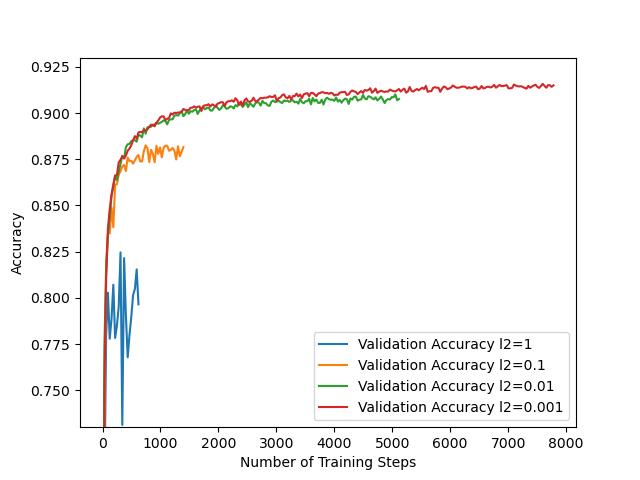 0.925
0.900
0.875
0.850
0.825
0.800
0.775
0.750
Accuracy
Validation Accuracy l2=1
Validation Accuracy l2=0.1
Validation Accuracy l2=0.01
Validation Accuracy l2=0.001
0 1000 2000 3000 4000 5000 6000 7000 8000
Number of Training Steps